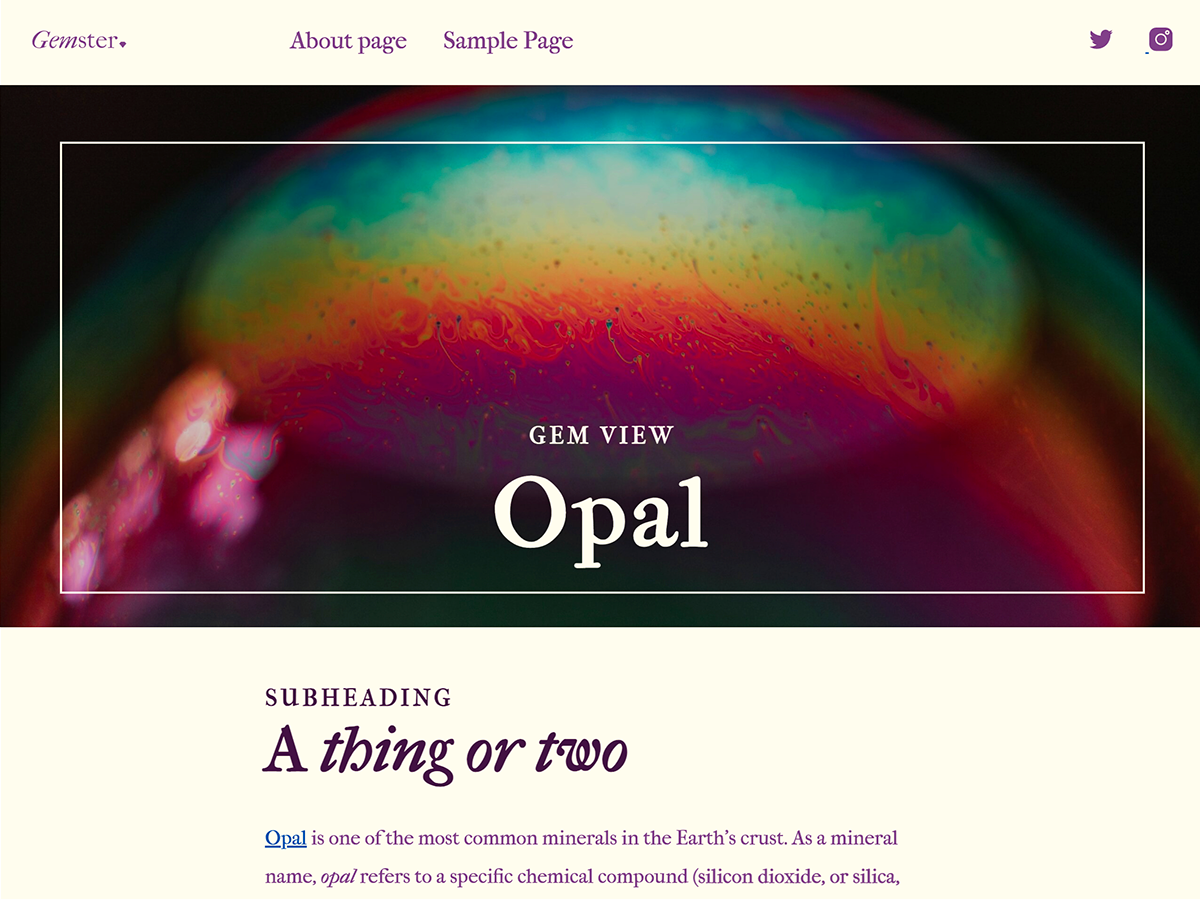 Gemster
About page Sample Page
GEM VIEW
Opal
SUBHEADING
A thing or two
Opal is one of the most common minerals in the Earth’s crust. As a mineral
name, opal refers to a specific chemical compound (silicon dioxide, or silica,